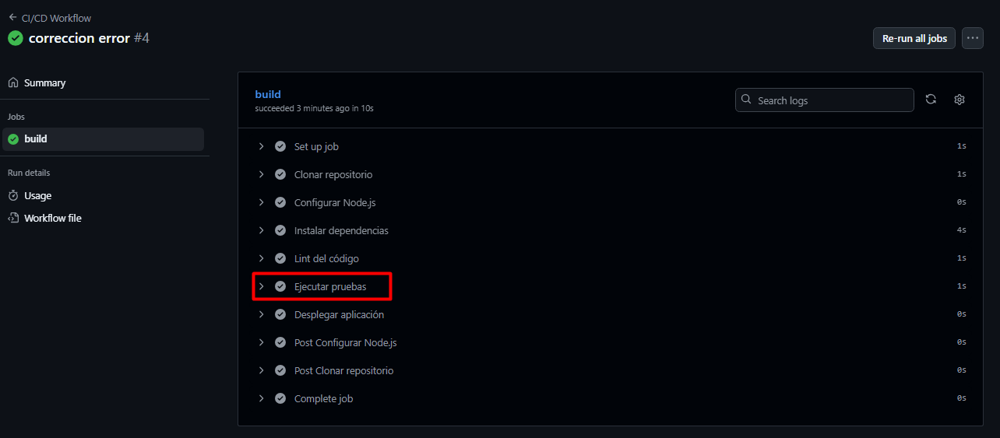 CI/CD Workflow
correccion error #4
Re-run all jobs
Summary
Jobs
build
Run details
Usage
Workflow file
build
succeeded 3 minutes ago in 10s
Search logs
Set up job 1s
Clonar repositorio 1s
Configurar Node.js 0s
Instalar dependencias 4s
Lint del código 1s
Ejecutar pruebas 1s
Desplegar aplicación 0s
Post Configurar Node.js 0s
Post Clonar repositorio 0s
Complete job 0s